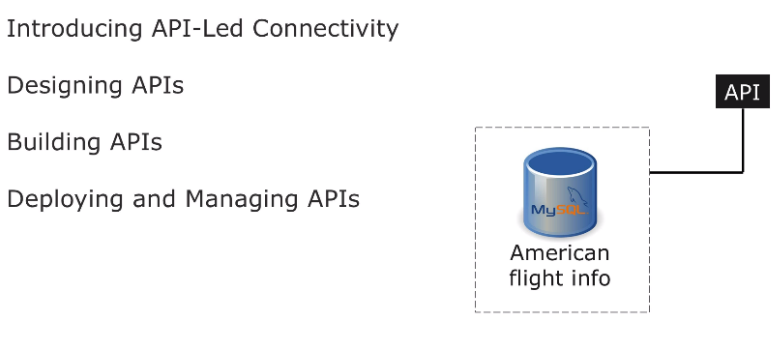 Introducing API-Led Connectivity
Designing APIs
Building APIs
Deploying and Managing APIs
API
MySQL
American
flight info